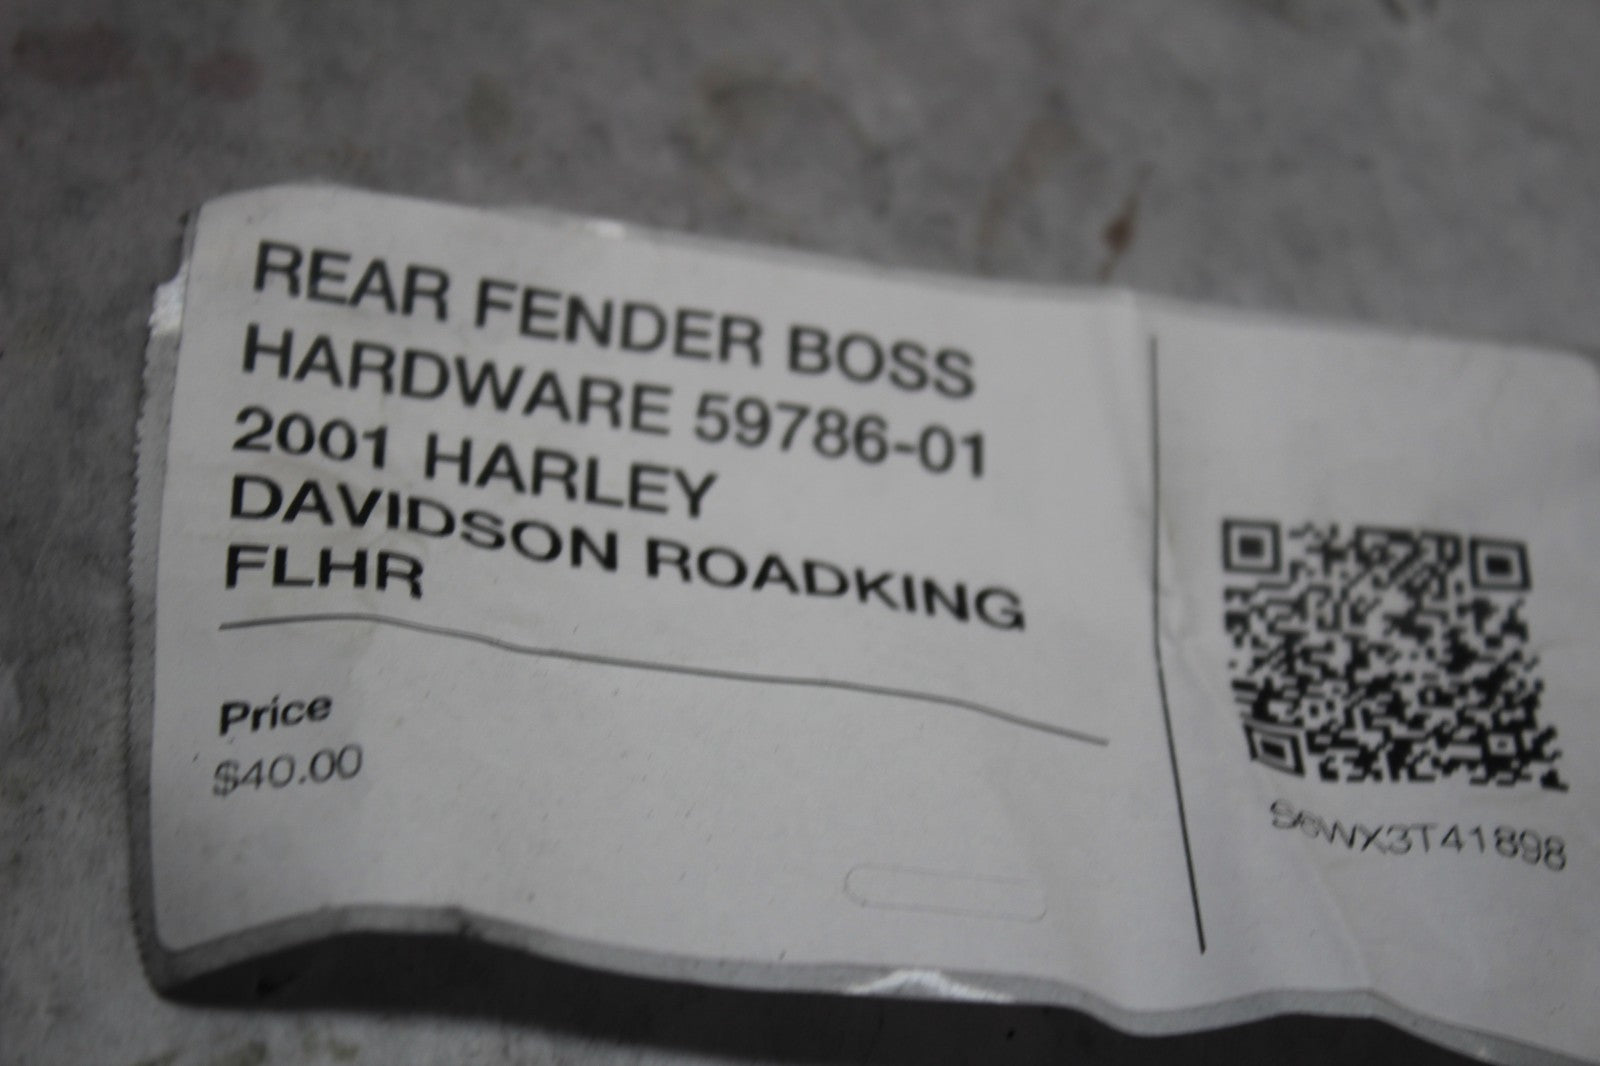 REAR FENDER BOSS
HARDWARE 59786-01
2001 HARLEY
DAVIDSON ROADKING
FLHR
Price
$40.00
S6WX3T41898